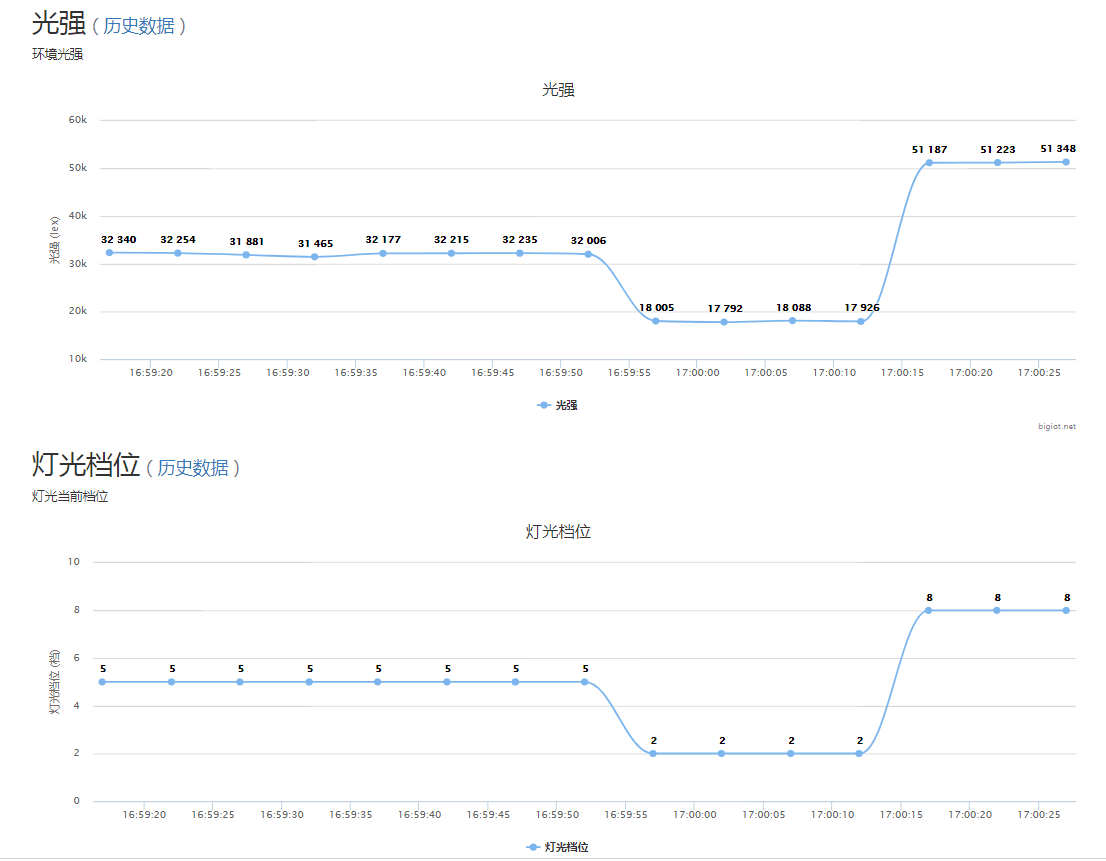 光强 ( 历史数据 )
环境光强
光强
60k
50k
40k
30k
20k
10k
光强 (lex)
32 340 32 254 31 881 31 465 32 177 32 215 32 235 32 006 18 005 17 792 18 088 17 926 51 187 51 223 51 348
16:59:20 16:59:25 16:59:30 16:59:35 16:59:40 16:59:45 16:59:50 16:59:55 17:00:00 17:00:05 17:00:10 17:00:15 17:00:20 17:00:25
光强
bigiot.net
灯光档位 ( 历史数据 )
灯光当前档位
灯光档位
10
8
6
4
2
0
灯光档位 (档)
5 5 5 5 5 5 5 5 2 2 2 2 8 8 8
16:59:20 16:59:25 16:59:30 16:59:35 16:59:40 16:59:45 16:59:50 16:59:55 17:00:00 17:00:05 17:00:10 17:00:15 17:00:20 17:00:25
灯光档位